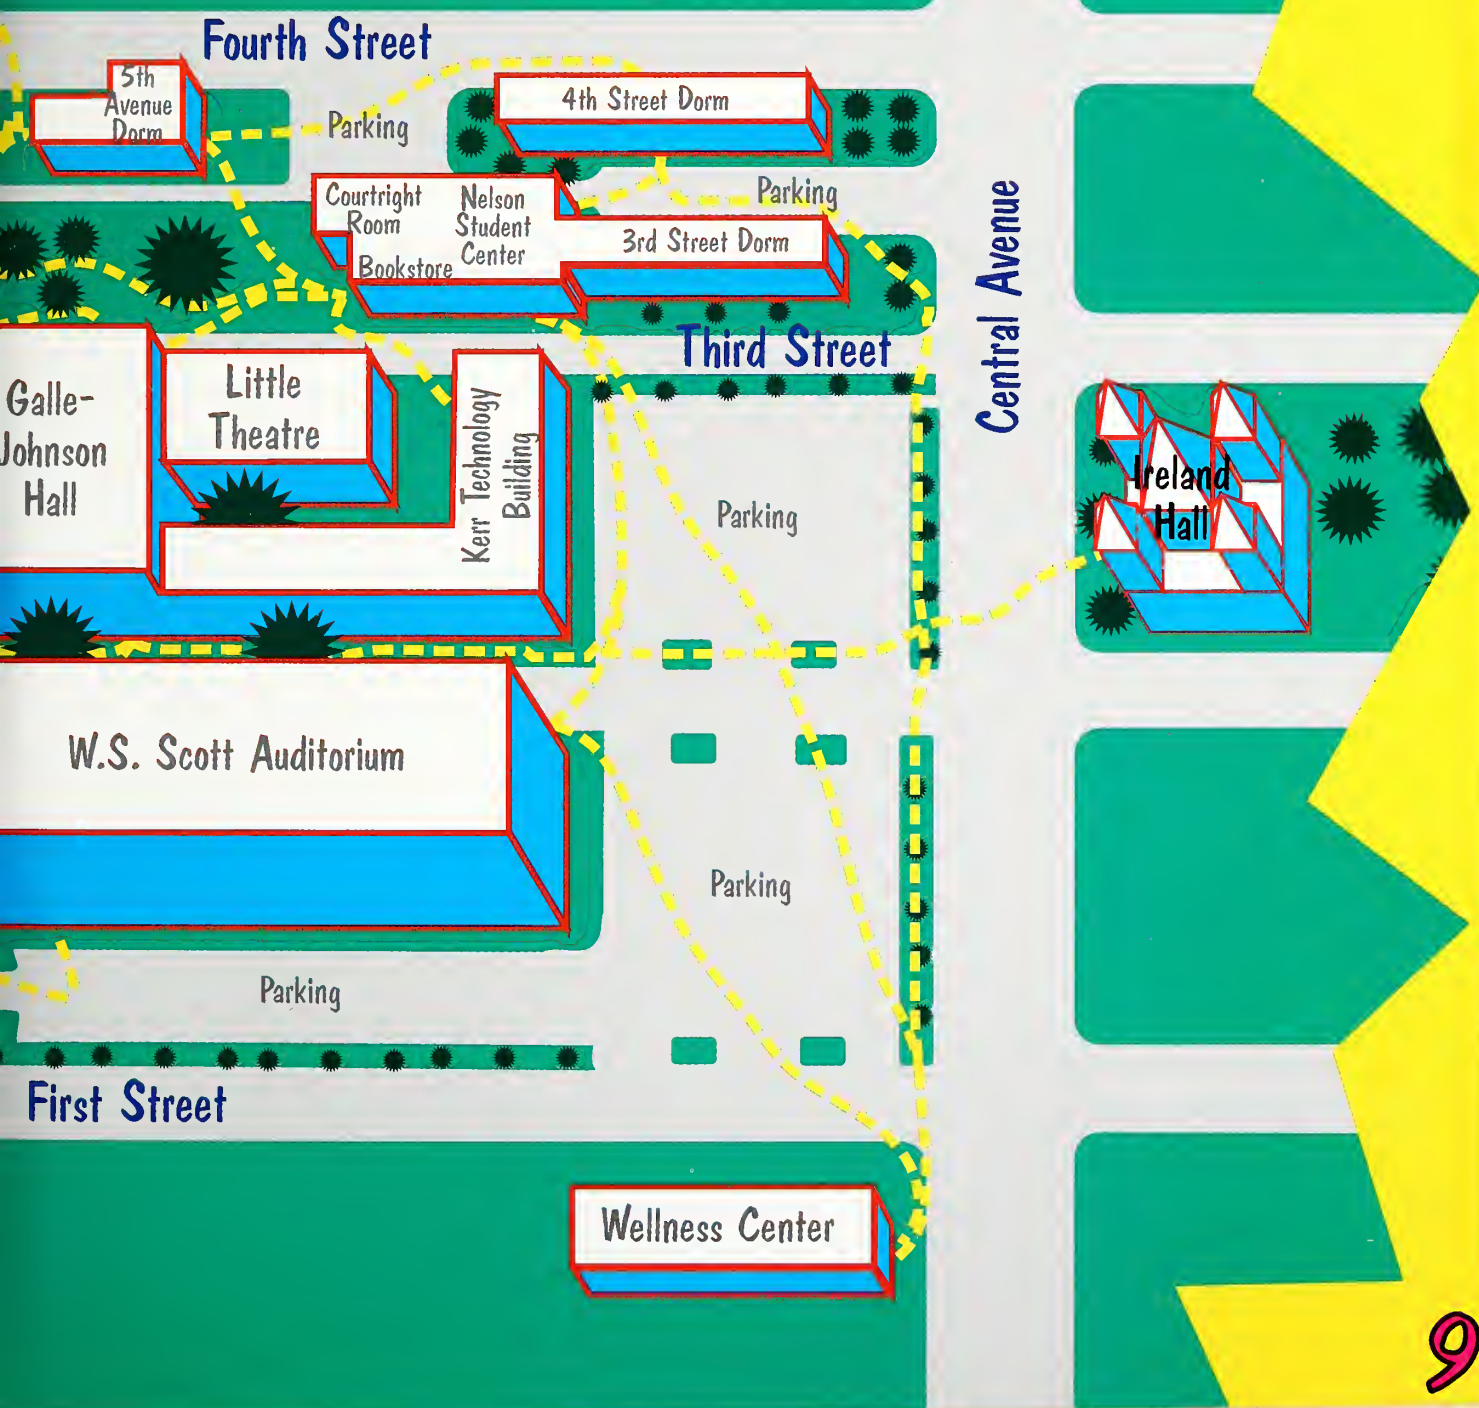 Fourth Street
5th
Avenue
Dorm
Parking
4th Street Dorm
Parking
Courtright
Room
Nelson
Student
Center
Bookstore
3rd Street Dorm
Central Avenue
Third Street
Galle-
Johnson
Hall
Little
Theatre
Kerr Technology
Building
Parking
Ireland
Hall
W.S. Scott Auditorium
Parking
Parking
First Street
Wellness Center
9